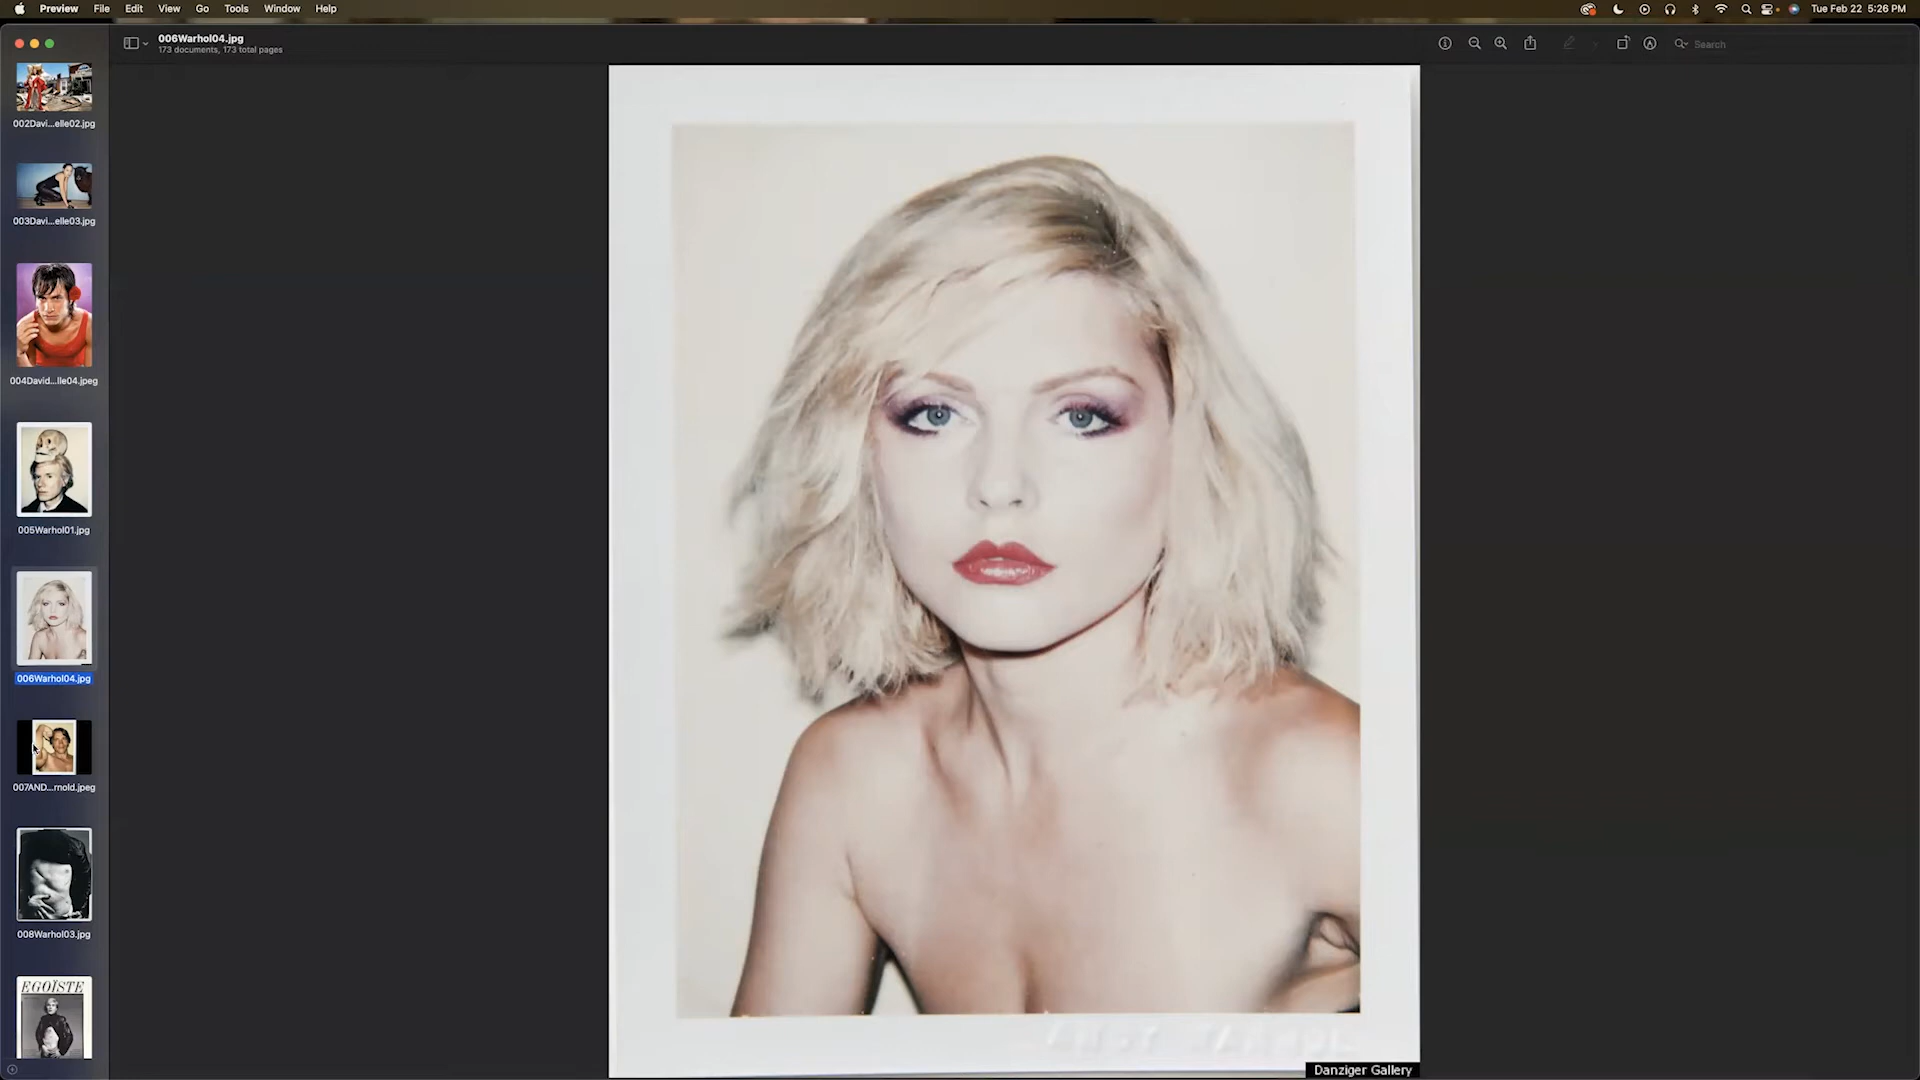 Preview File Edit View Go Tools Window Help
Tue Feb 22 5:26 PM
006Warhol04.jpg
173 documents, 173 total pages
Search
002Davi...elle02.jpg
003Davi...elle03.jpg
004David...lle04.jpeg
005Warhol01.jpg
006Warhol04.jpg
007AND...rnold.jpeg
008Warhol03.jpg
EGOÏSTE
ANDY WARHOL
Danziger Gallery